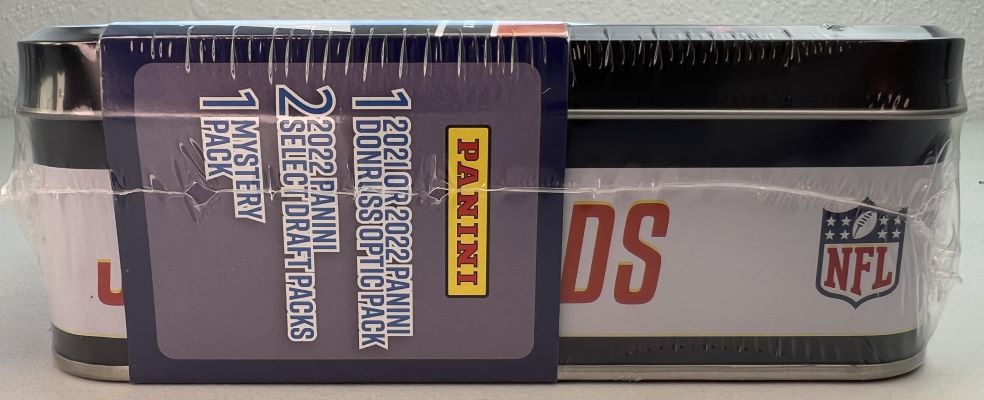 PANINI
1 2021 OR 2022 PANINI
DONRUSS OPTIC PACK
2 2022 PANINI
SELECT DRAFT PACKS
1 MYSTERY
PACK
DS
NFL